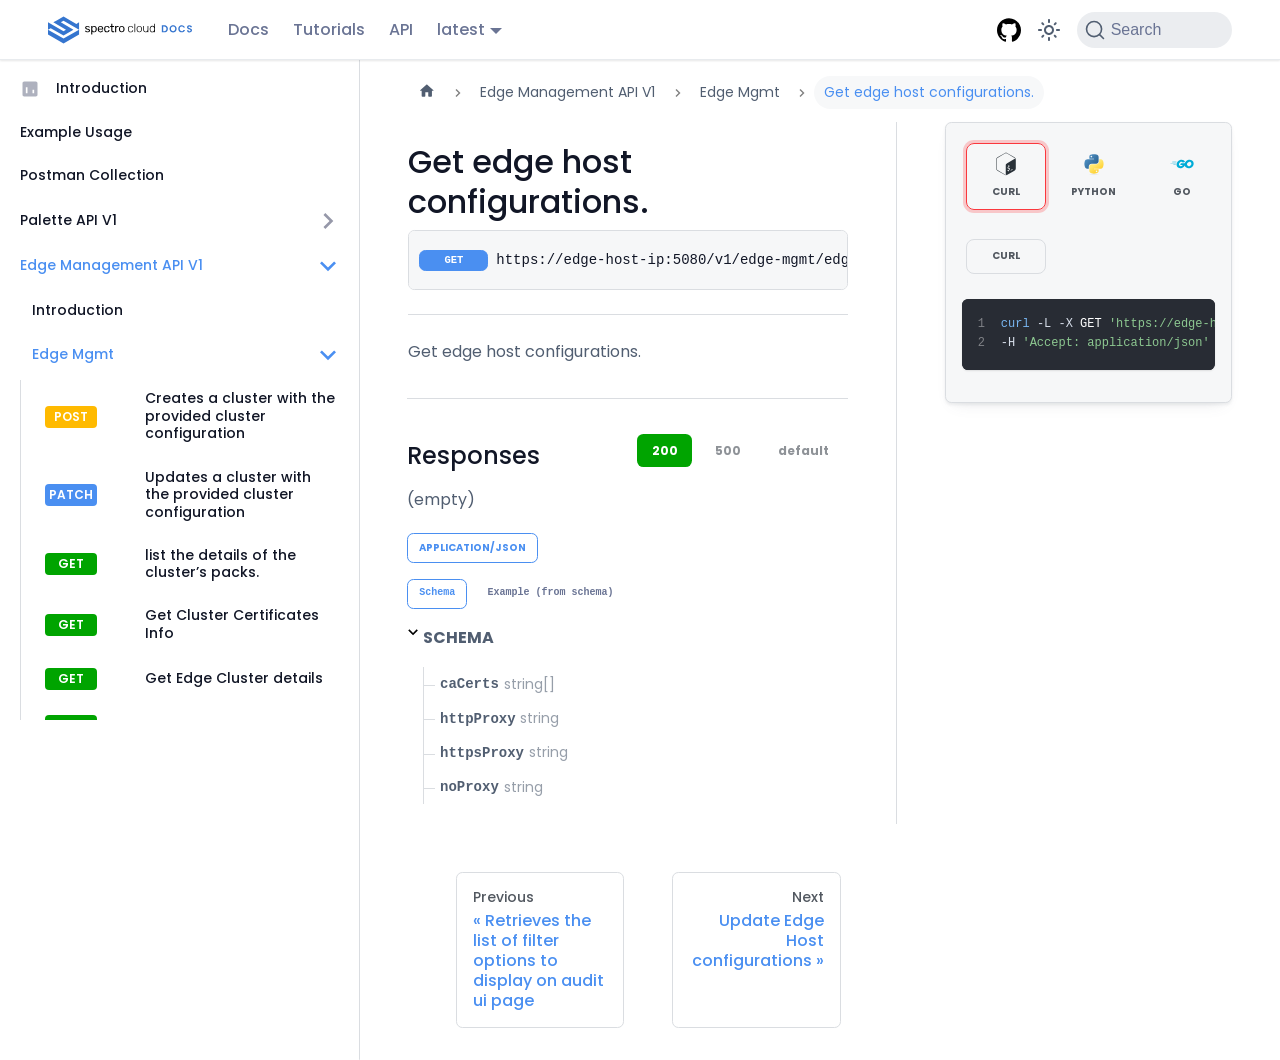 spectro cloud DOCS
Docs
Tutorials
API
latest
Search
Introduction
Example Usage
Postman Collection
Palette API V1
Edge Management API V1
Introduction
Edge Mgmt
POST
Creates a cluster with the
provided cluster
configuration
PATCH
Updates a cluster with
the provided cluster
configuration
GET
list the details of the
cluster’s packs.
GET
Get Cluster Certificates
Info
GET
Get Edge Cluster details
Edge Management API V1
Edge Mgmt
Get edge host configurations.
Get edge host
configurations.
GET
https://edge-host-ip:5080/v1/edge-mgmt/edg
Get edge host configurations.
Responses
200
500
default
(empty)
APPLICATION/JSON
Schema
Example (from schema)
SCHEMA
caCerts string[]
httpProxy string
httpsProxy string
noProxy string
Previous
« Retrieves the
list of filter
options to
display on audit
ui page
Next
Update Edge
Host
configurations »
CURL
PYTHON
GO
CURL
1 curl -L -X GET 'https://edge-h
2 -H 'Accept: application/json'